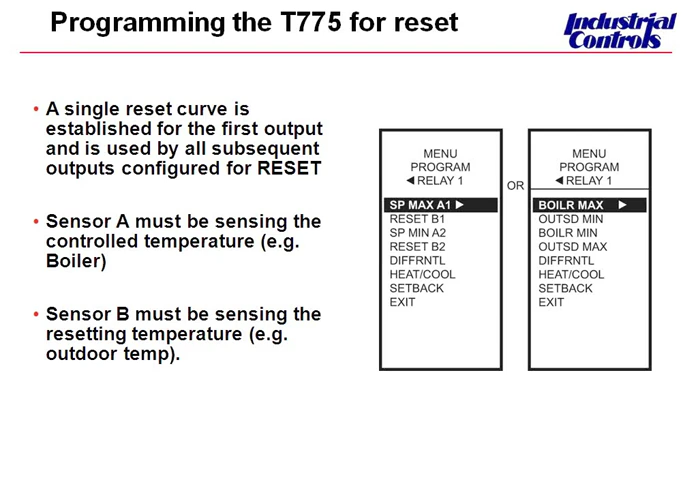 Programming the T775 for reset
Industrial
Controls
• A single reset curve is
established for the first output
and is used by all subsequent
outputs configured for RESET
• Sensor A must be sensing the
controlled temperature (e.g.
Boiler)
• Sensor B must be sensing the
resetting temperature (e.g.
outdoor temp).
MENU
PROGRAM
◄ RELAY 1
SP MAX A1 ►
RESET B1
SP MIN A2
RESET B2
DIFFRNTL
HEAT/COOL
SETBACK
EXIT
OR
MENU
PROGRAM
◄ RELAY 1
BOILR MAX ►
OUTSD MIN
BOILR MIN
OUTSD MAX
DIFFRNTL
HEAT/COOL
SETBACK
EXIT